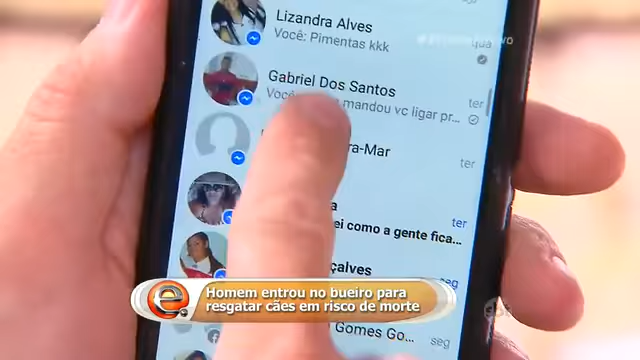 Lizandra Alves
Você: Pimentas kkk
qua
Gabriel Dos Santos
Você: mandou vc ligar pr...
ter
ra-Mar
ter
a
ei como a gente fica...
ter
çalves
seg
e.
Homem entrou no bueiro para
resgatar cães em risco de morte
Gomes Go...
seg